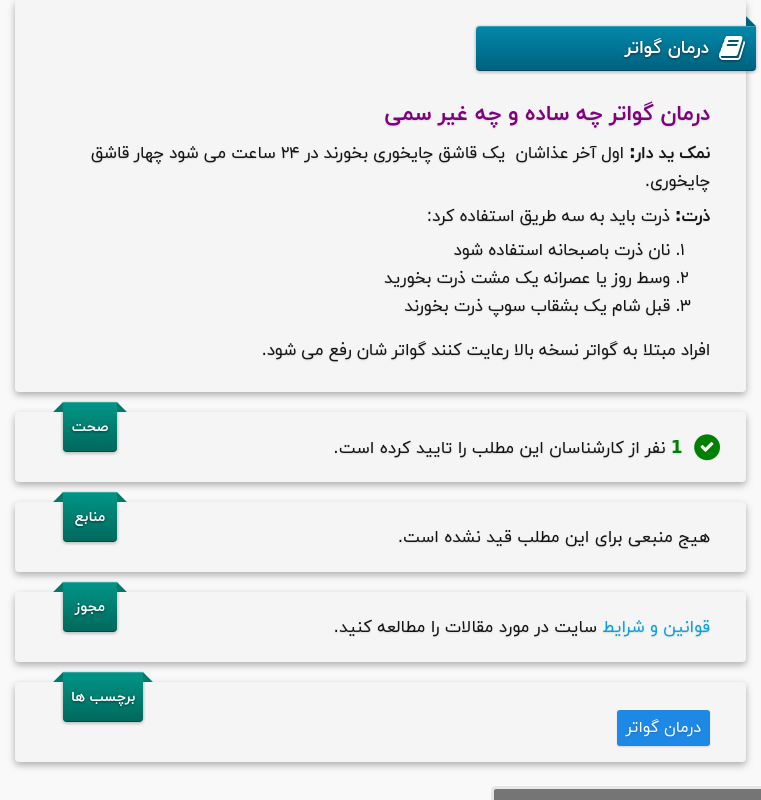 درمان گواتر
درمان گواتر چه ساده و چه غیر سمی
نمک ید دار: اول آخر عذاشان یک قاشق چایخوری بخورند در ۲۴ ساعت می شود چهار قاشق
چایخوری.
ذرت: ذرت باید به سه طریق استفاده کرد:
۱. نان ذرت باصبحانه استفاده شود
۲. وسط روز یا عصرانه یک مشت ذرت بخورید
۳. قبل شام یک بشقاب سوپ ذرت بخورند
افراد مبتلا به گواتر نسخه بالا رعایت کنند گواتر شان رفع می شود.
صحت
1 نفر از کارشناسان این مطلب را تایید کرده است.
منابع
هیچ منبعی برای این مطلب قید نشده است.
مجوز
قوانین و شرایط سایت در مورد مقالات را مطالعه کنید.
برچسب ها
درمان گواتر